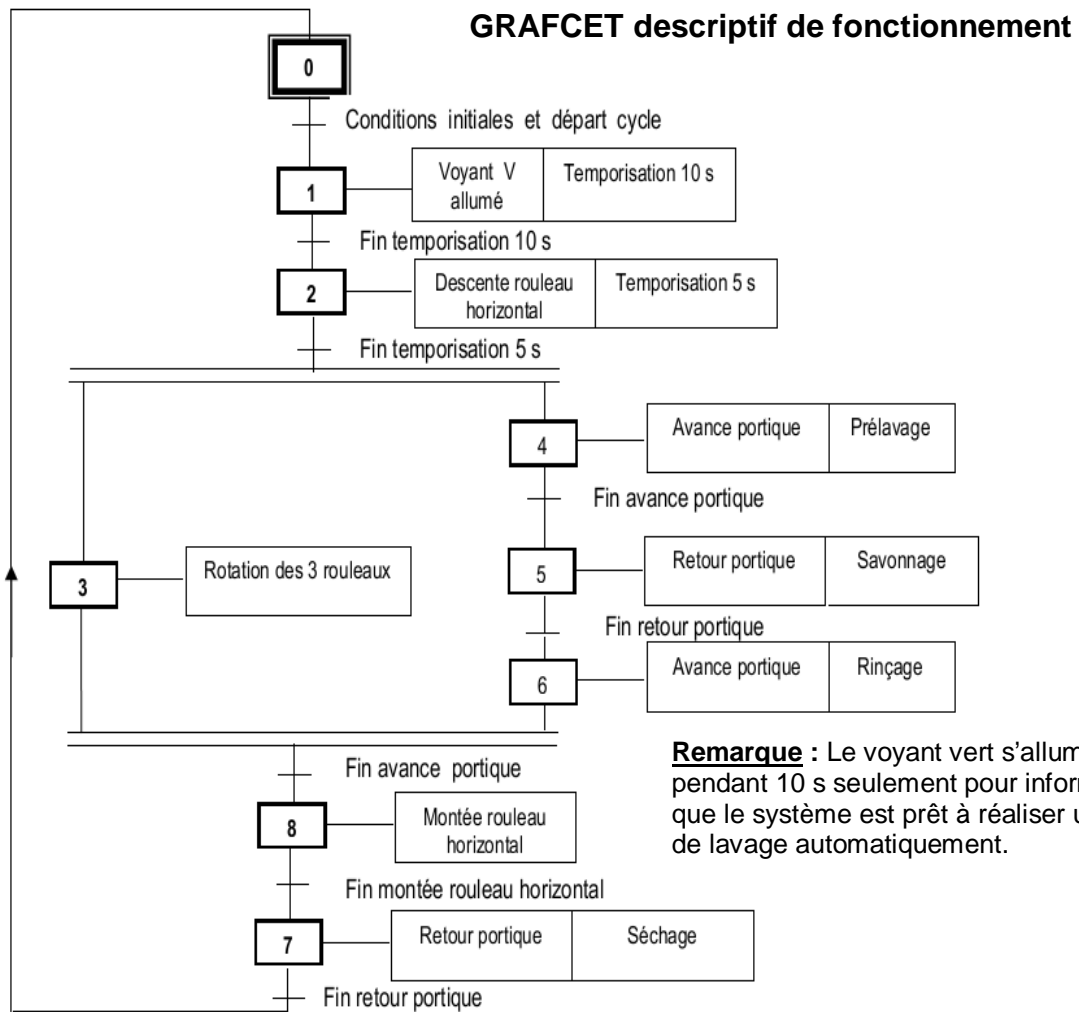 GRAFCET descriptif de fonctionnement
0
Conditions initiales et départ cycle
1
Voyant V
allumé
Temporisation 10 s
Fin temporisation 10 s
2
Descente rouleau
horizontal
Temporisation 5 s
Fin temporisation 5 s
4
Avance portique
Prélavage
Fin avance portique
3
Rotation des 3 rouleaux
5
Retour portique
Savonnage
Fin retour portique
6
Avance portique
Rinçage
Fin avance portique
8
Montée rouleau
horizontal
Fin montée rouleau horizontal
7
Retour portique
Séchage
Fin retour portique
Remarque : Le voyant vert s’allum
pendant 10 s seulement pour infor
que le système est prêt à réaliser u
de lavage automatiquement.